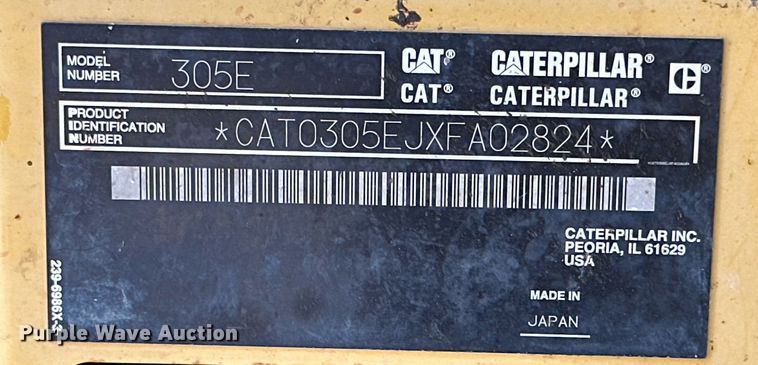 MODEL NUMBER 305E
CAT® CATERPILLAR®
CAT® CATERPILLAR®
PRODUCT IDENTIFICATION NUMBER *CAT0305EJXFA02824*
CATERPILLAR INC.
PEORIA, IL 61629
USA
MADE IN
JAPAN
Purple Wave Auction